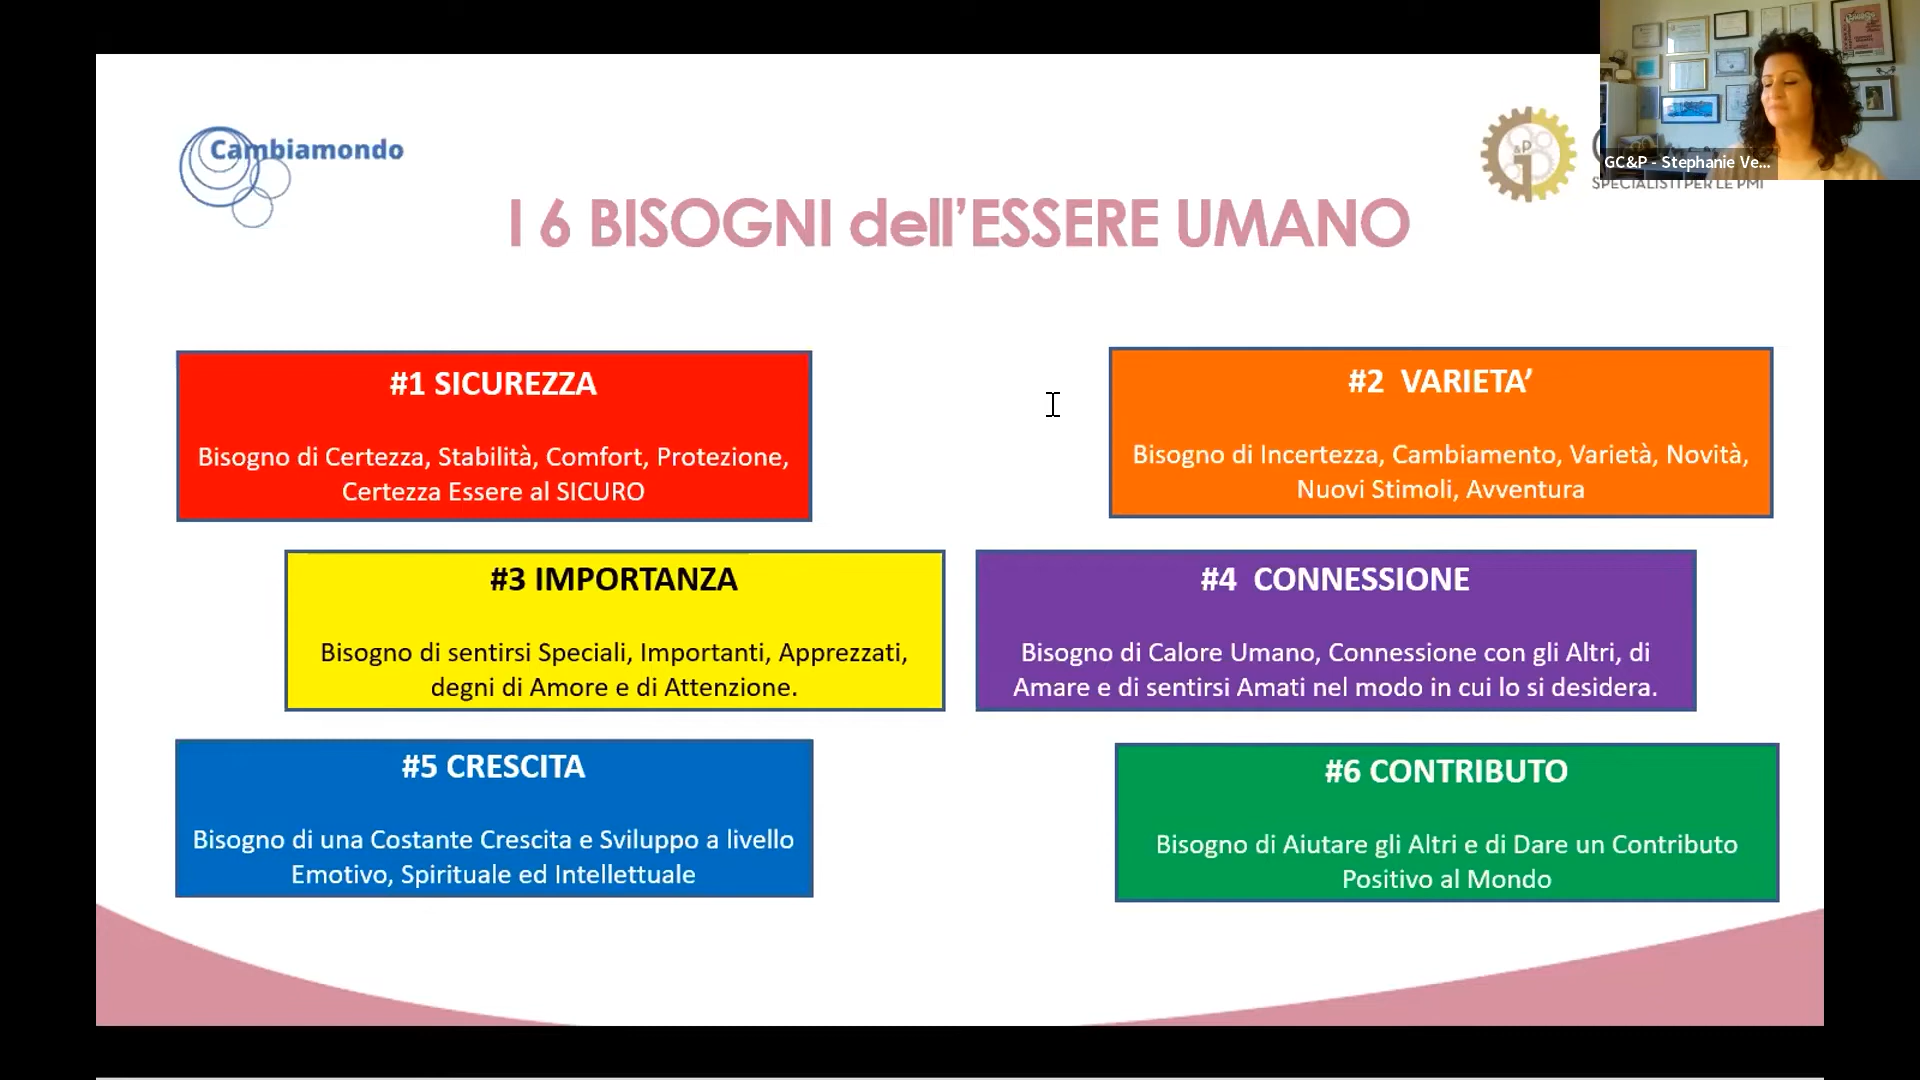 Cambiamondo
&P
GC&P - Stephanie Ve...
SPECIALISTI PER LE PMI
I 6 BISOGNI dell’ESSERE UMANO
#1 SICUREZZA
Bisogno di Certezza, Stabilità, Comfort, Protezione,
Certezza Essere al SICURO
#2  VARIETA’
Bisogno di Incertezza, Cambiamento, Varietà, Novità,
Nuovi Stimoli, Avventura
#3 IMPORTANZA
Bisogno di sentirsi Speciali, Importanti, Apprezzati,
degni di Amore e di Attenzione.
#4  CONNESSIONE
Bisogno di Calore Umano, Connessione con gli Altri, di
Amare e di sentirsi Amati nel modo in cui lo si desidera.
#5 CRESCITA
Bisogno di una Costante Crescita e Sviluppo a livello
Emotivo, Spirituale ed Intellettuale
#6 CONTRIBUTO
Bisogno di Aiutare gli Altri e di Dare un Contributo
Positivo al Mondo